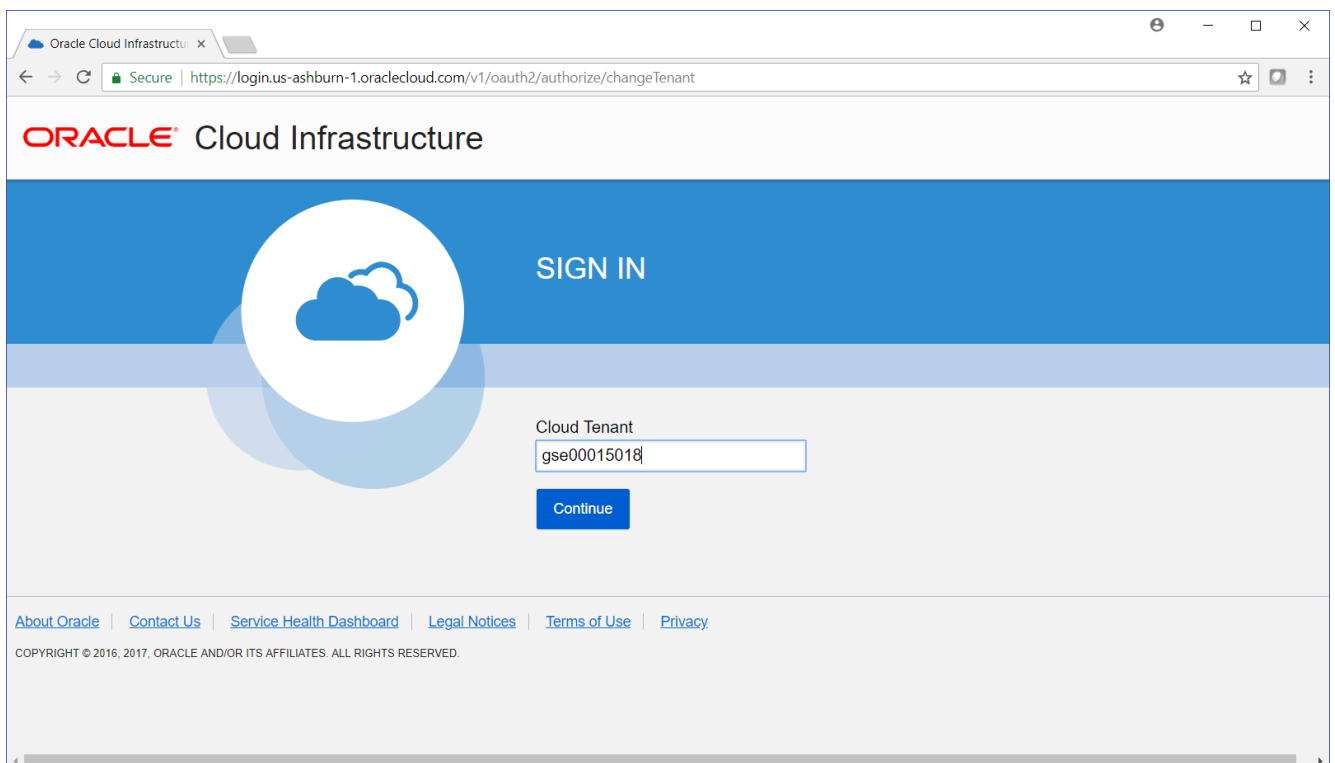 Oracle Cloud Infrastructu
Secure | https://login.us-ashburn-1.oraclecloud.com/v1/oauth2/authorize/changeTenant
ORACLE® Cloud Infrastructure
SIGN IN
Cloud Tenant
gse00015018
Continue
About Oracle | Contact Us | Service Health Dashboard | Legal Notices | Terms of Use | Privacy
COPYRIGHT © 2016, 2017, ORACLE AND/OR ITS AFFILIATES. ALL RIGHTS RESERVED.